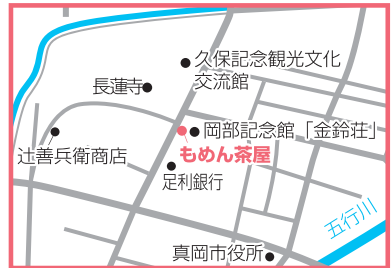 久保記念観光文化
交流館
長蓮寺
岡部記念館「金鈴荘」
辻善兵衛商店
もめん茶屋
足利銀行
五行川
真岡市役所